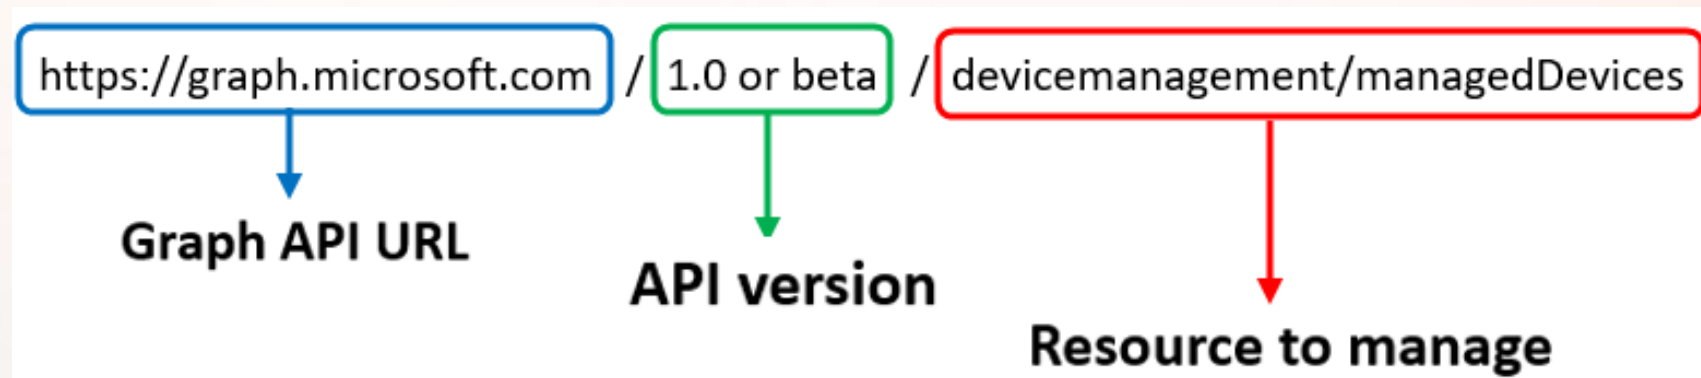 https://graph.microsoft.com / 1.0 or beta / devicemanagement/managedDevices
Graph API URL
API version
Resource to manage